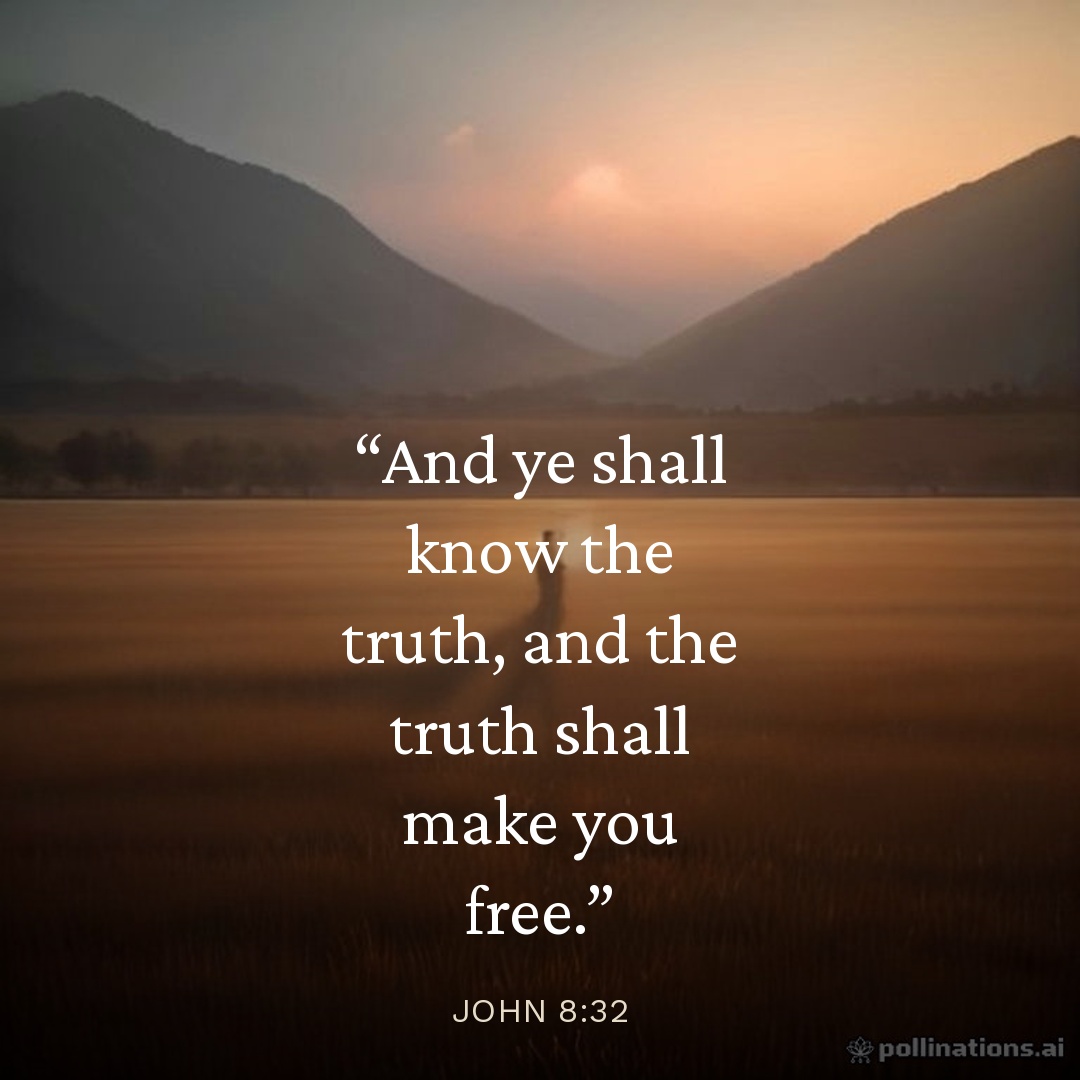 “And ye shall
know the
truth, and the
truth shall
make you
free.”
JOHN 8:32
pollinations.ai